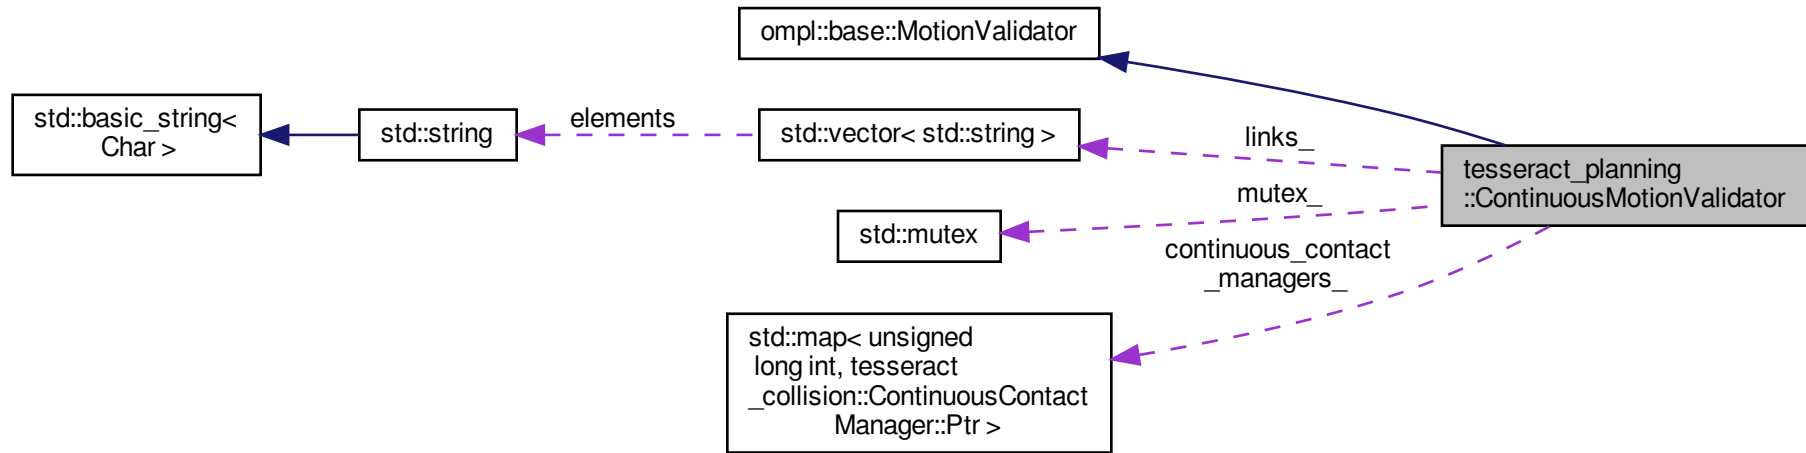 ompl::base::MotionValidator
std::basic_string<
Char >
std::string
elements
std::vector< std::string >
links_
tesseract_planning
::ContinuousMotionValidator
mutex_
std::mutex
continuous_contact
_managers_
std::map< unsigned
long int, tesseract
_collision::ContinuousContact
Manager::Ptr >